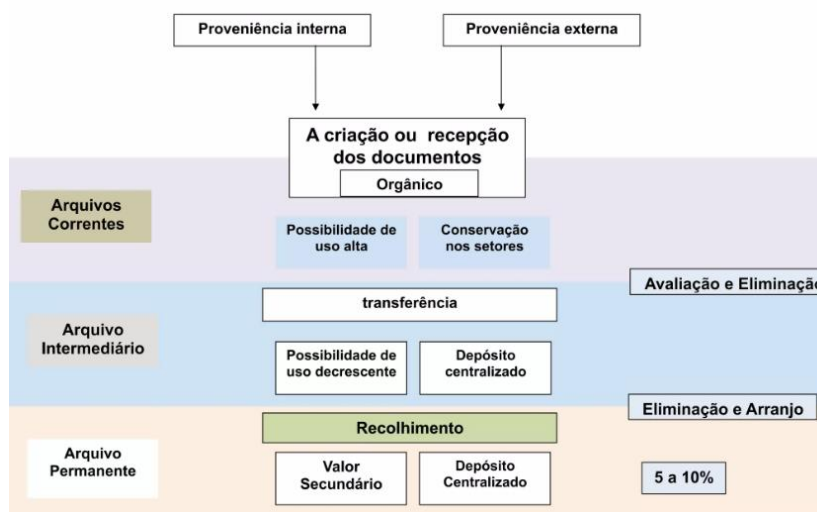 Proveniência interna
Proveniência externa
A criação ou recepção
dos documentos
Orgânico
Arquivos
Correntes
Possibilidade de
uso alta
Conservação
nos setores
Avaliação e Eliminação
transferência
Arquivo
Intermediário
Possibilidade de
uso decrescente
Depósito
centralizado
Eliminação e Arranjo
Recolhimento
Arquivo
Permanente
Valor
Secundário
Depósito
Centralizado
5 a 10%